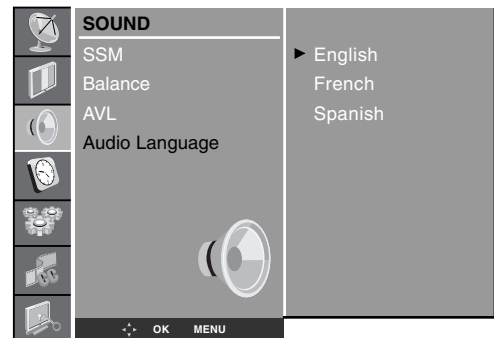 SOUND
SSM
Balance
AVL
Audio Language
English
French
Spanish
OK MENU